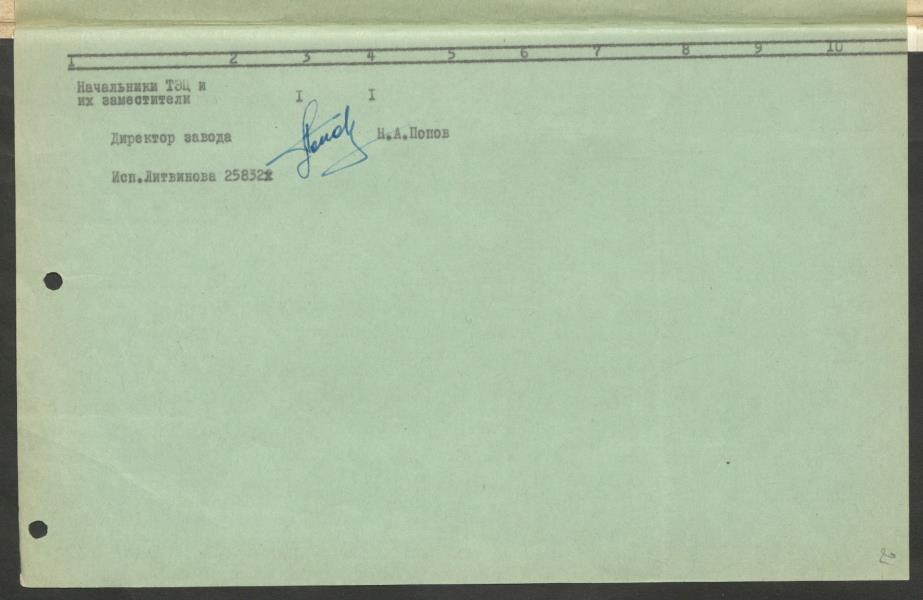 1 2 3 4 5 6 7 8 9 10
Начальники ТЭЦ и
их заместители I I
Директор завода Н.А.Попов
Исп.Литвинова 25832